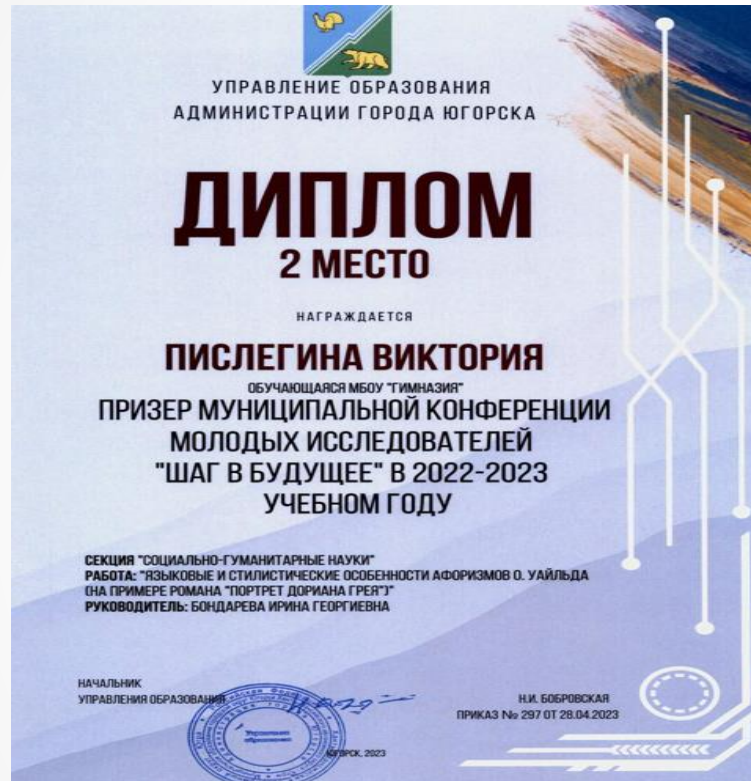 УПРАВЛЕНИЕ ОБРАЗОВАНИЯ
АДМИНИСТРАЦИИ ГОРОДА ЮГОРСКА
ДИПЛОМ
2 МЕСТО
НАГРАЖДАЕТСЯ
ПИСЛЕГИНА ВИКТОРИЯ
ОБУЧАЮЩАЯСЯ МБОУ "ГИМНАЗИЯ"
ПРИЗЕР МУНИЦИПАЛЬНОЙ КОНФЕРЕНЦИИ
МОЛОДЫХ ИССЛЕДОВАТЕЛЕЙ
"ШАГ В БУДУЩЕЕ" В 2022-2023
УЧЕБНОМ ГОДУ
СЕКЦИЯ "СОЦИАЛЬНО-ГУМАНИТАРНЫЕ НАУКИ"
РАБОТА: "ЯЗЫКОВЫЕ И СТИЛИСТИЧЕСКИЕ ОСОБЕННОСТИ АФОРИЗМОВ О. УАЙЛЬДА
(НА ПРИМЕРЕ РОМАНА "ПОРТРЕТ ДОРИАНА ГРЕЯ")"
РУКОВОДИТЕЛЬ: БОНДАРЕВА ИРИНА ГЕОРГИЕВНА
НАЧАЛЬНИК
УПРАВЛЕНИЯ ОБРАЗОВАНИЯ
Н.И. БОБРОВСКАЯ
ПРИКАЗ № 297 ОТ 28.04.2023
Управление
образования
ЮГОРСК, 2023